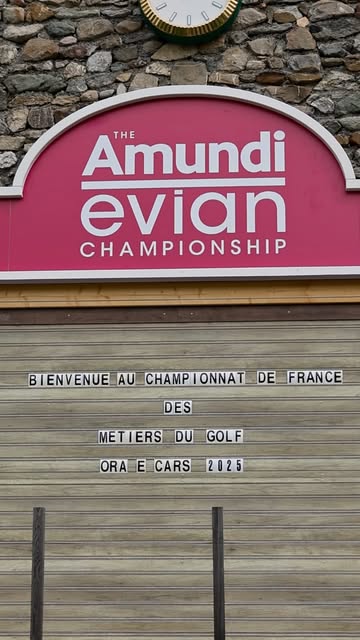 THE
Amundi
evian
CHAMPIONSHIP
BIENVENUE AU CHAMPIONNAT DE FRANCE
DES
METIERS DU GOLF
ORA E CARS 2025